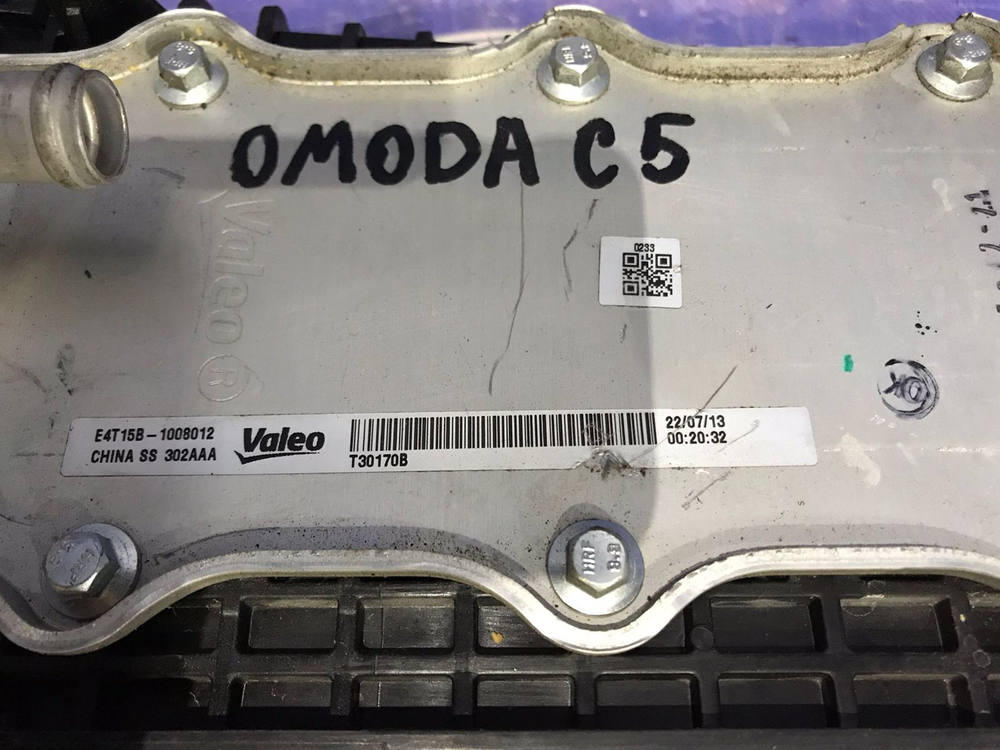 OMODA C5
Valeo ®
0233
E4T15B-1008012
CHINA SS 302AAA
Valeo
T30170B
22/07/13
00:20:32
OK
8.8